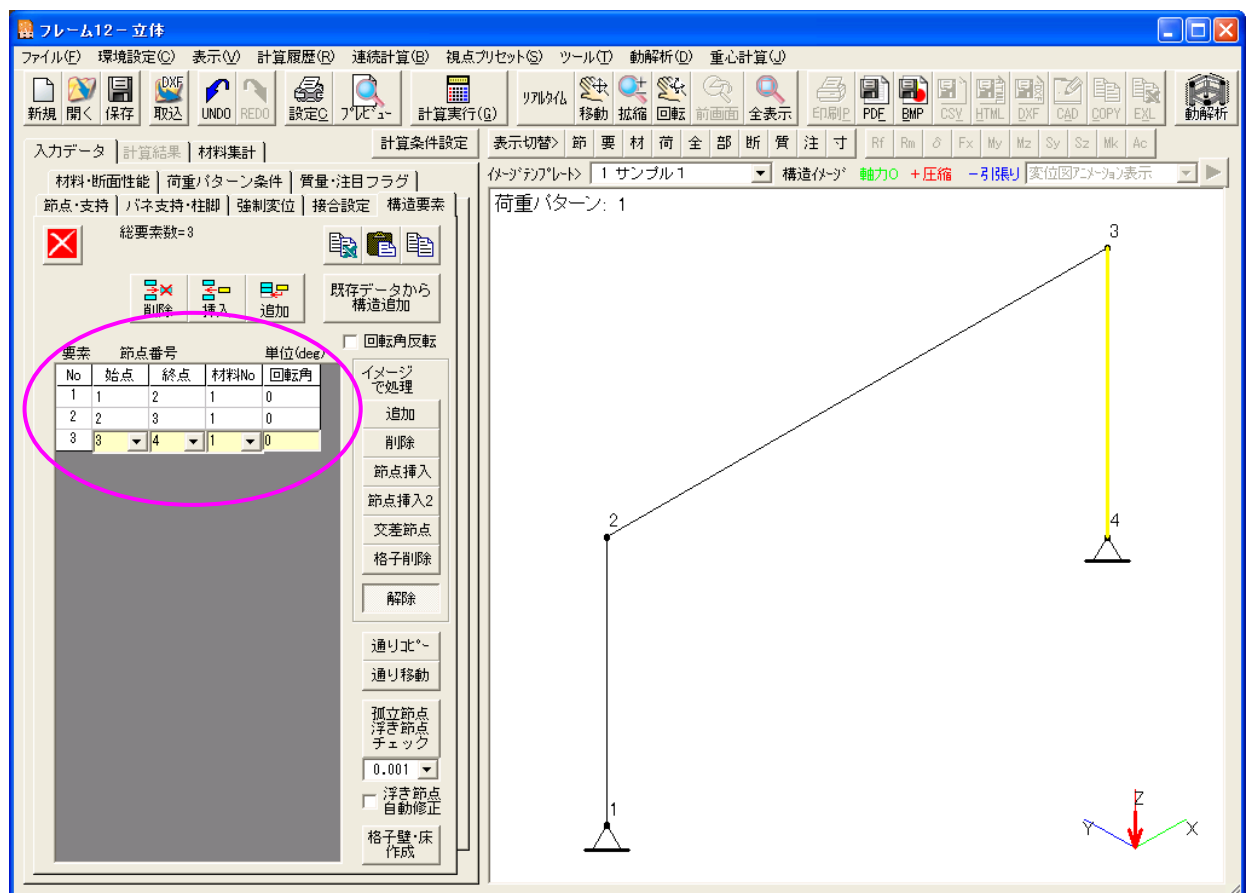 フレーム12－立体
ファイル(F) 環境設定(C) 表示(V) 計算履歴(R) 連続計算(B) 視点プリセット(S) ツール(T) 動解析(D) 重心計算(J)
新規 開く 保存 DXF 取込 UNDO REDO 設定C ﾌﾟﾚﾋﾞｭｰ 計算実行(G) ﾘｱﾙﾀｲﾑ 移動 拡縮 回転 前画面 全表示 印刷P PDF BMP CSV HTML DXF CAD COPY EXL 動解析
入力データ 計算結果 材料集計 計算条件設定 表示切替> 節 要 材 荷 全 部 断 質 注 寸 Rf Rm δ Fx My Mz Sy Sz Mk Ac
材料・断面性能 荷重パターン条件 質量・注目フラグ
ｲﾒｰｼﾞﾃﾝﾌﾟﾚｰﾄ> 1 サンプル1 構造ｲﾒｰｼﾞ 軸力0 +圧縮 -引張り 変位図ｱﾆﾒｰｼｮﾝ表示
節点・支持 バネ支持・柱脚 強制変位 接合設定 構造要素
荷重パターン: 1
総要素数=3
削除 挿入 追加 既存データから
構造追加
回転角反転
要素 節点番号 単位(deg)
No 始点 終点 材料No 回転角
1 1 2 1 0
2 2 3 1 0
3 3 4 1 0
イメージ
で処理
追加
削除
節点挿入
節点挿入2
交差節点
格子削除
解除
通りｺﾋﾟｰ
通り移動
孤立節点
浮き節点
チェック
0.001
浮き節点
自動修正
格子壁・床
作成
3
2
4
1
Z
Y
X